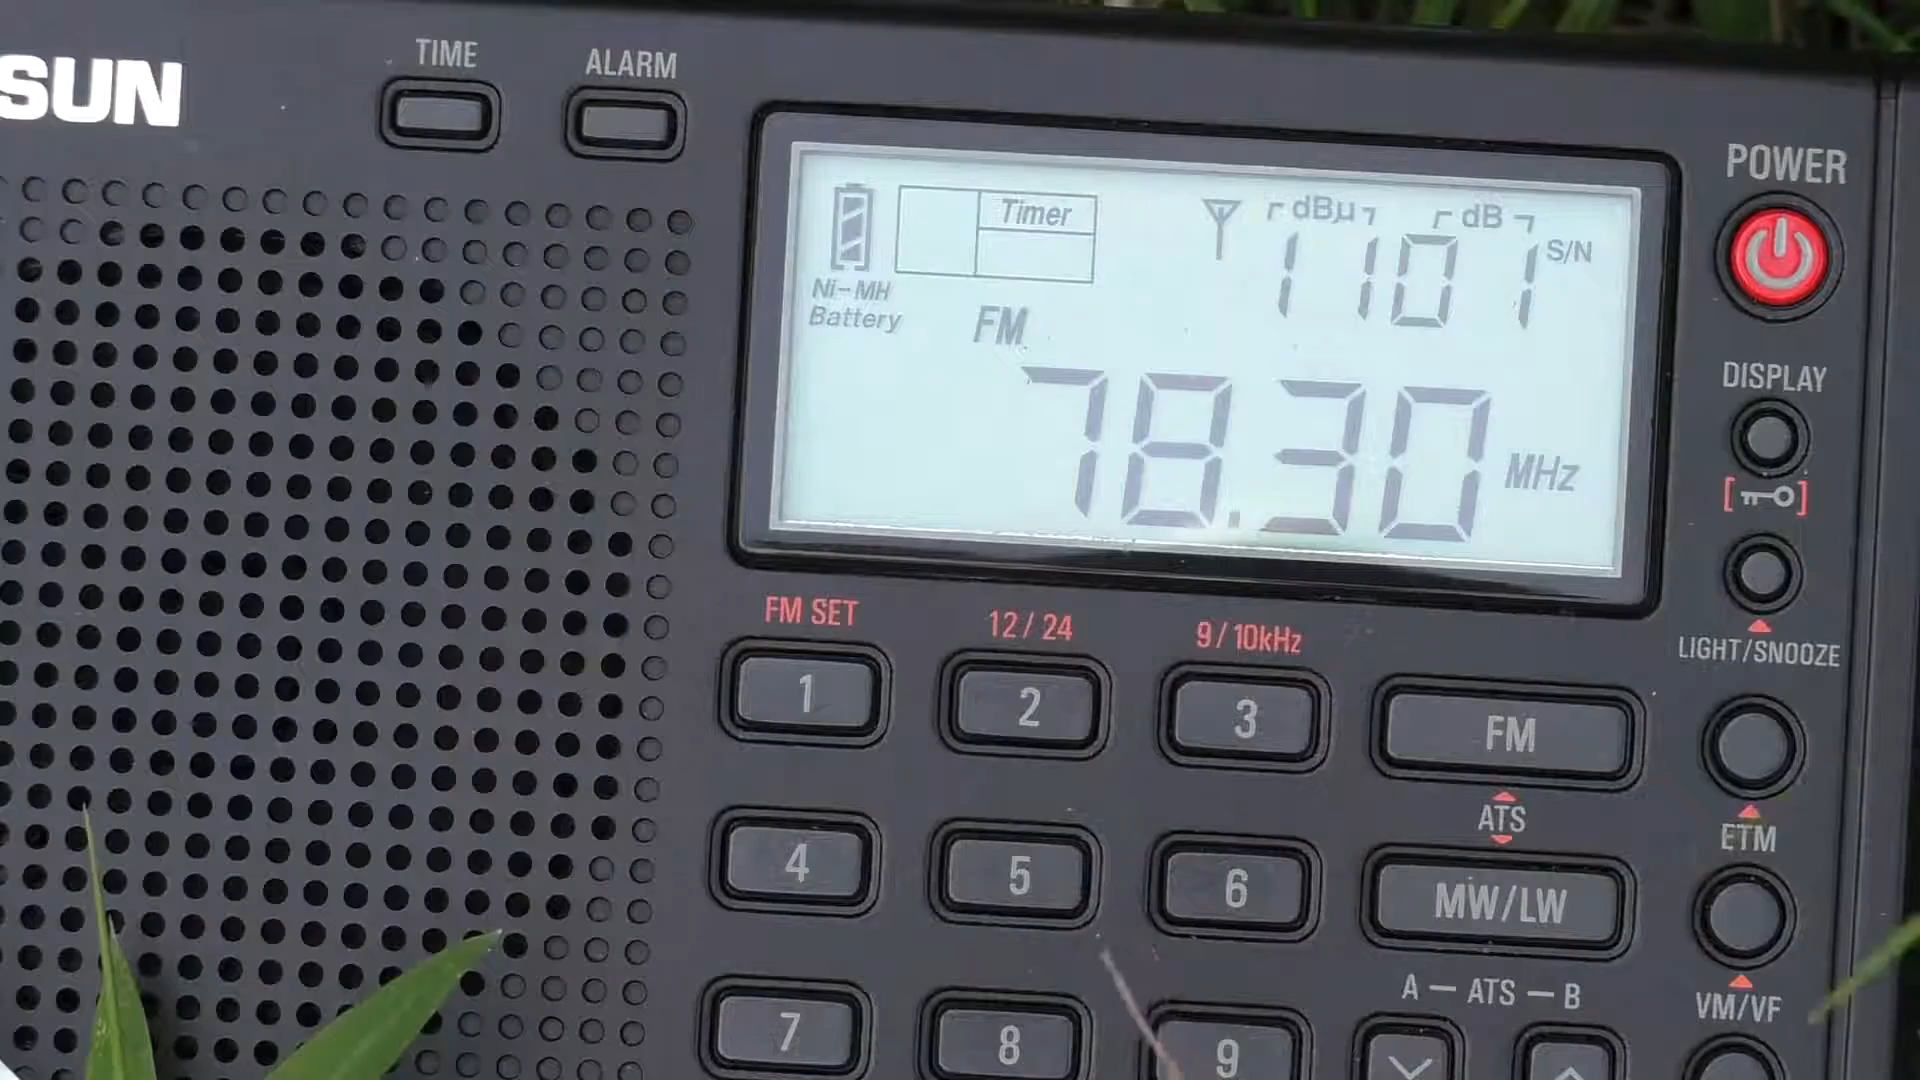 SUN
TIME
ALARM
Timer
dBµ
dB
S/N
11 01
Ni-MH
Battery
FM
78.30 MHz
POWER
DISPLAY
LIGHT/SNOOZE
FM SET
12/24
9/10kHz
1
2
3
FM
ATS
ETM
4
5
6
MW/LW
A — ATS — B
VM/VF
7
8
9